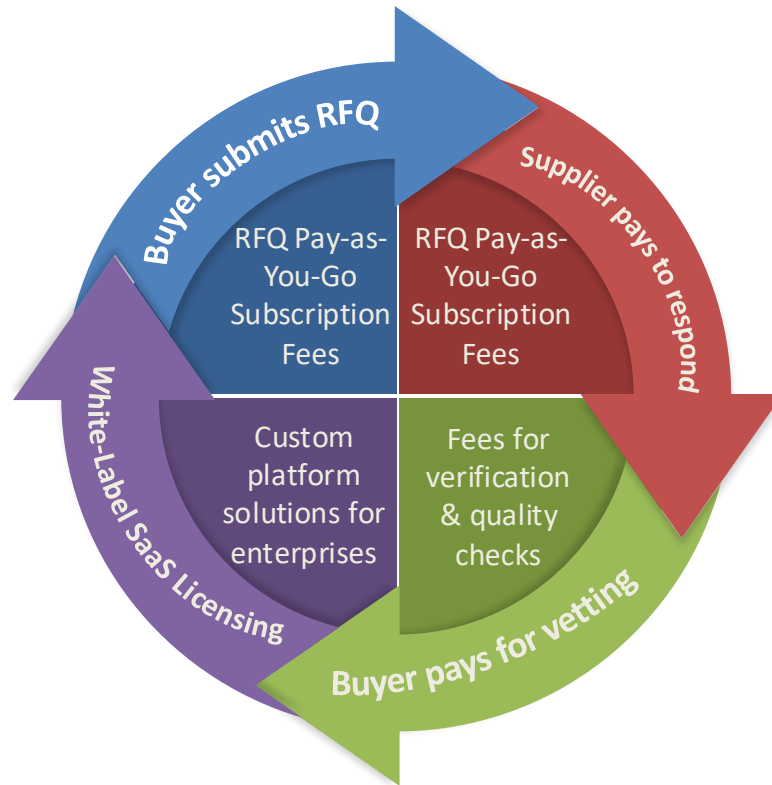 Buyer submits RFQ
Supplier pays to respond
RFQ Pay-as-
You-Go
Subscription
Fees
RFQ Pay-as-
You-Go
Subscription
Fees
Custom
platform
solutions for
enterprises
Fees for
verification
& quality
checks
White-Label SaaS Licensing
Buyer pays for vetting